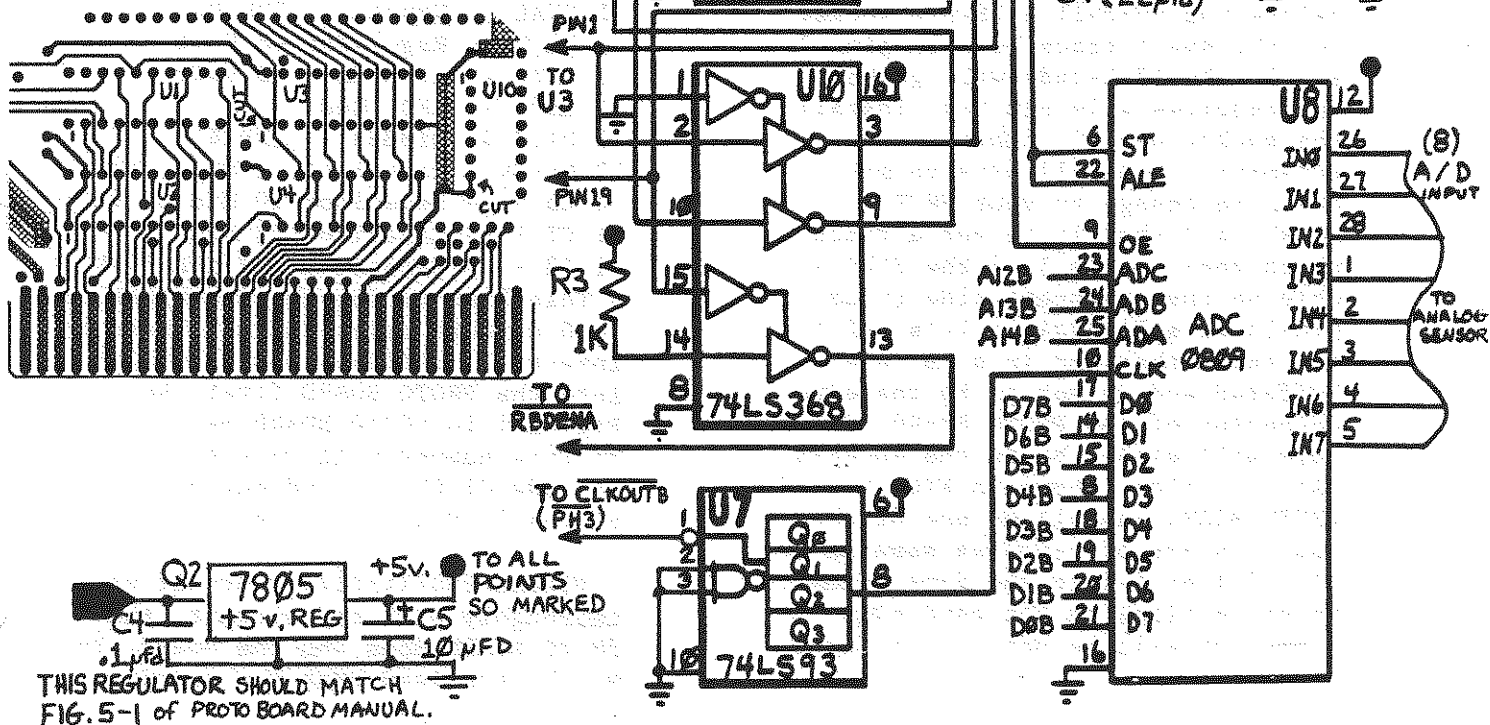 PIN1
TO
U3
PIN19
U1
U3
U10
U2
U4
CUT
U10
16
1
2
3
10
9
15
14
13
8
74LS368
R3
1K
TO
RBDENA
U8
12
6 ST
22 ALE
9 OE
A12B 23 ADC
A13B 24 ADB
A14B 25 ADA
10 CLK
D7B 17 D0
D6B 14 D1
D5B 15 D2
D4B 8 D3
D3B 18 D4
D2B 19 D5
D1B 20 D6
D0B 21 D7
16
ADC
0809
IN0 26
IN1 27
IN2 28
IN3 1
IN4 2
IN5 3
IN6 4
IN7 5
(8)
A/D
INPUT
TO
ANALOG
SENSOR
TO CLKOUTB
(PH3)
U7
1
2
3
10
6
8
Q0
Q1
Q2
Q3
74LS93
Q2
7805
+5 v. REG
+5v.
TO ALL
POINTS
SO MARKED
C4
.1µfd
+
C5
10 µFD
THIS REGULATOR SHOULD MATCH
FIG. 5-1 of PROTO BOARD MANUAL.